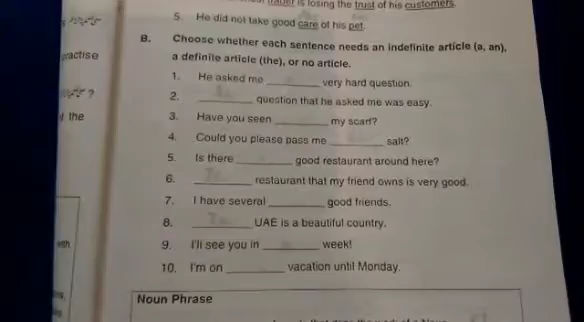 is losing the trust of his customers.
5. He did not take good care of his pet.
B. Choose whether each sentence needs an indefinite article (a, an),
a definite article (the), or no article.
practise
1. He asked me ________ very hard question.
?
2. ________ question that he asked me was easy.
the
3. Have you seen ________ my scarf?
4. Could you please pass me ________ salt?
5. Is there ________ good restaurant around here?
6. ________ restaurant that my friend owns is very good.
7. I have several ________ good friends.
8. ________ UAE is a beautiful country.
9. I'll see you in ________ week!
10. I'm on ________ vacation until Monday.
Noun Phrase